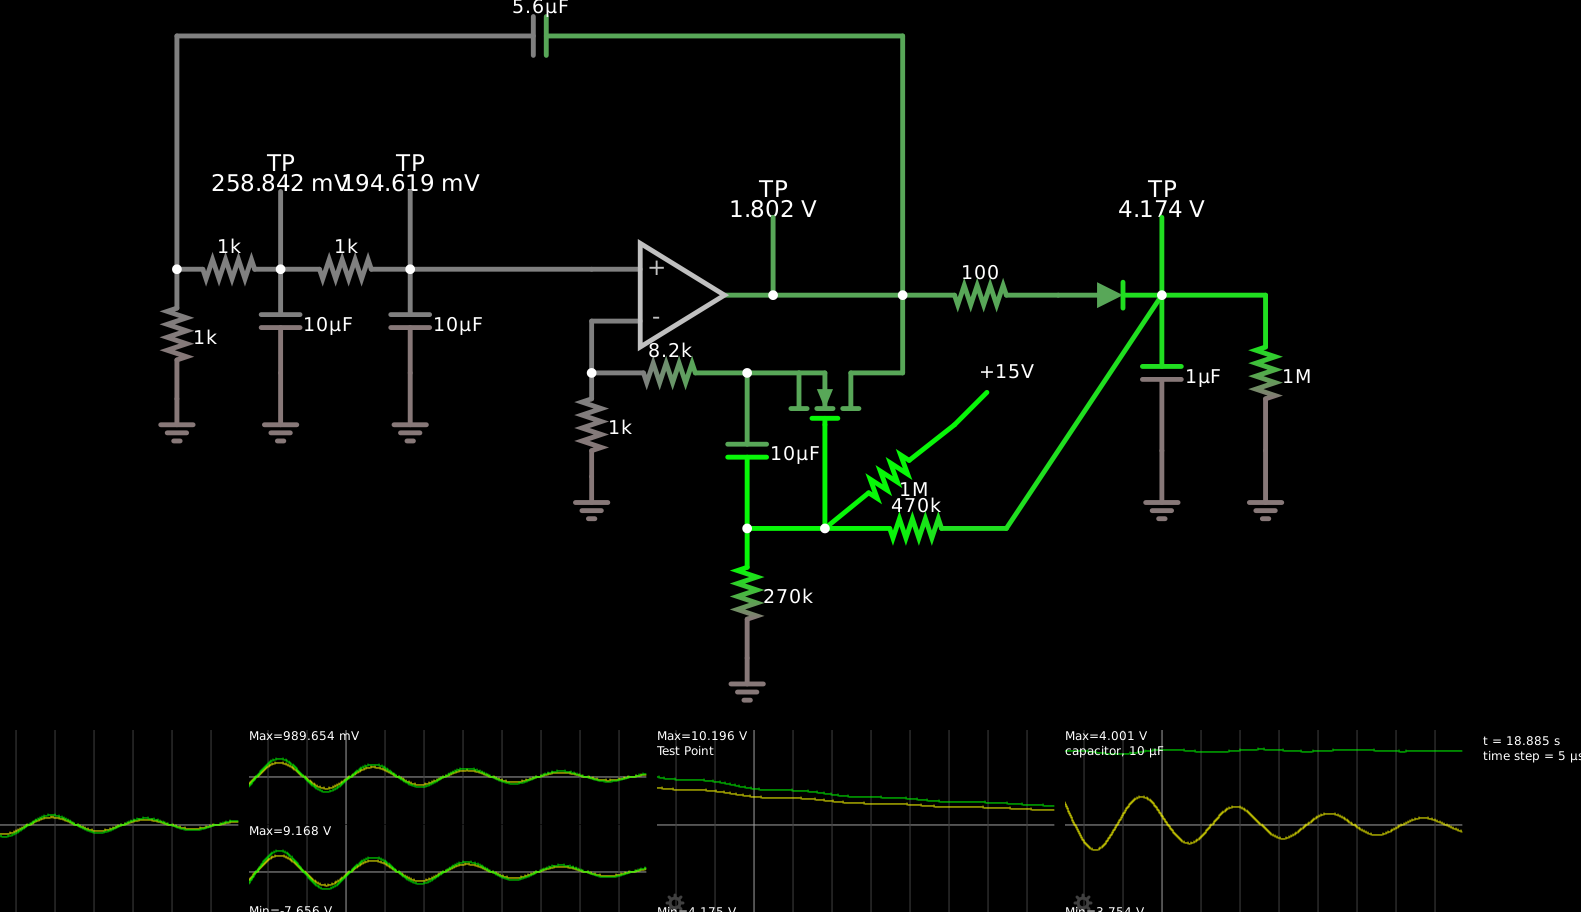 5.6µF
TP
TP
258.842 mV
194.619 mV
TP
1.802 V
TP
4.174 V
1k
1k
+
100
10µF
10µF
-
1k
8.2k
+15V
1µF
1M
1k
10µF
1M
470k
270k
Max=989.654 mV
Max=10.196 V
Test Point
Max=4.001 V
capacitor, 10 µF
t = 18.885 s
time step = 5 µs
Max=9.168 V
Min=-7.656 V
Min=4.175 V
Min=3.754 V